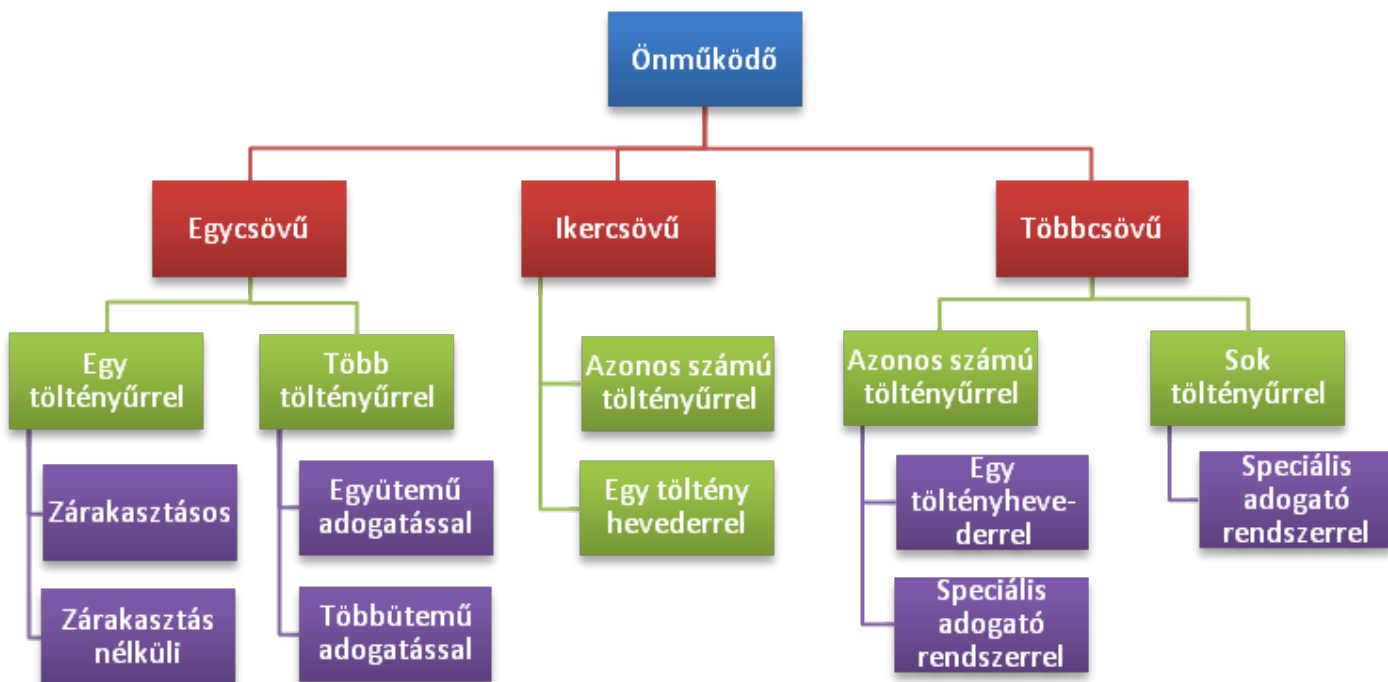 Önműködő
Egycsövű
Ikercsövű
Többcsövű
Egy
töltényűrrel
Több
töltényűrrel
Azonos számú
töltényűrrel
Azonos számú
töltényűrrel
Sok
töltényűrrel
Zárakasztásos
Együtemű
adogatással
Egy töltény
hevederrel
Egy
töltényheve-
derrel
Speciális
adogató
rendszerrel
Zárakasztás
nélküli
Többütemű
adogatással
Speciális
adogató
rendszerrel